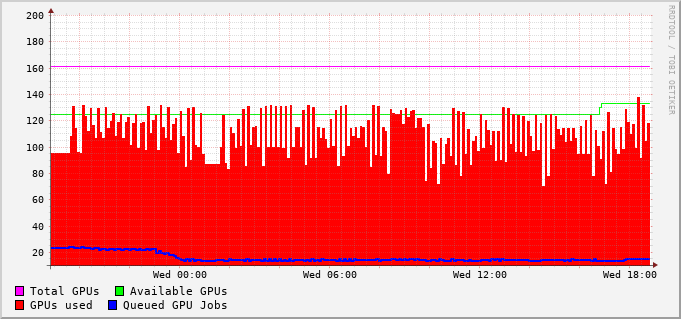 200
180
160
140
120
100
80
60
40
20
Wed 00:00 Wed 06:00 Wed 12:00 Wed 18:00
Total GPUs Available GPUs
GPUs used Queued GPU Jobs
RRDTOOL / TOBI OETIKER